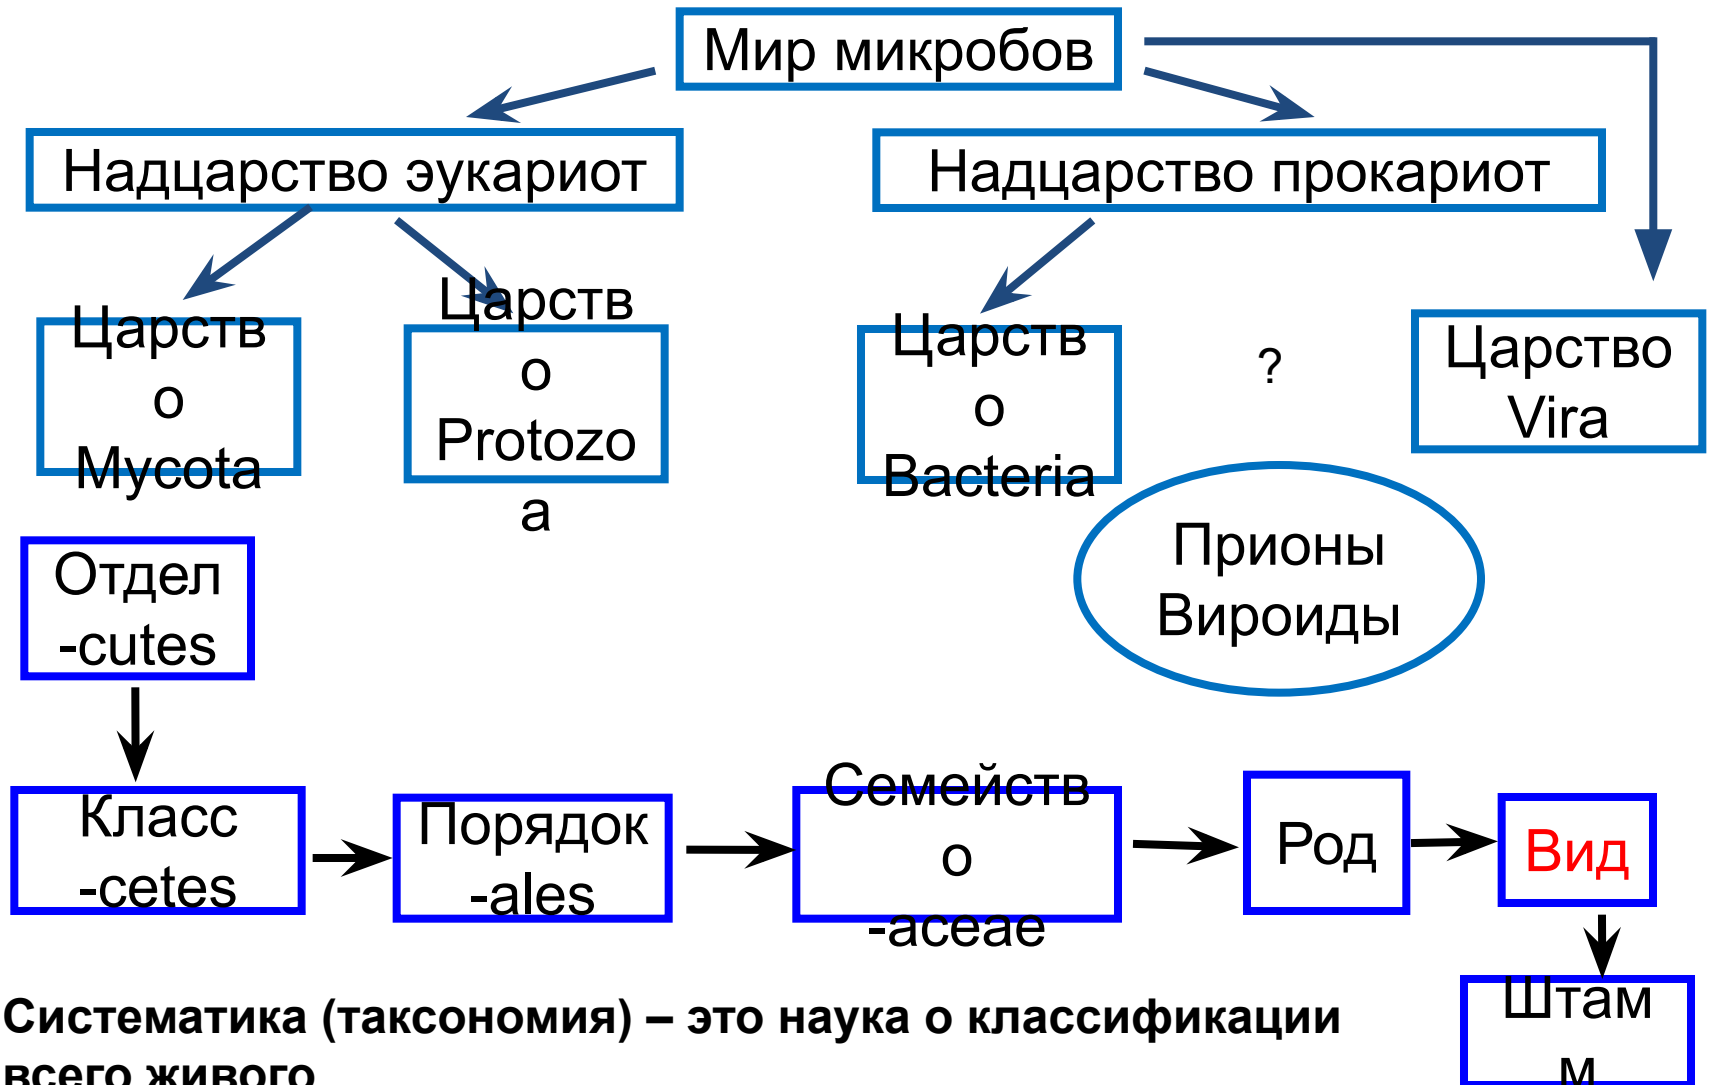 Мир микробов
Надцарство эукариот
Надцарство прокариот
Царств
о
Mycota
Царств
о
Protozo
a
Царств
о
Bacteria
?
Царство
Vira
Прионы
Вироиды
Отдел
-cutes
Класс
-cetes
Порядок
-ales
Семейств
о
-aceae
Род
Вид
Штам
м
Систематика (таксономия) – это наука о классификации
всего живого